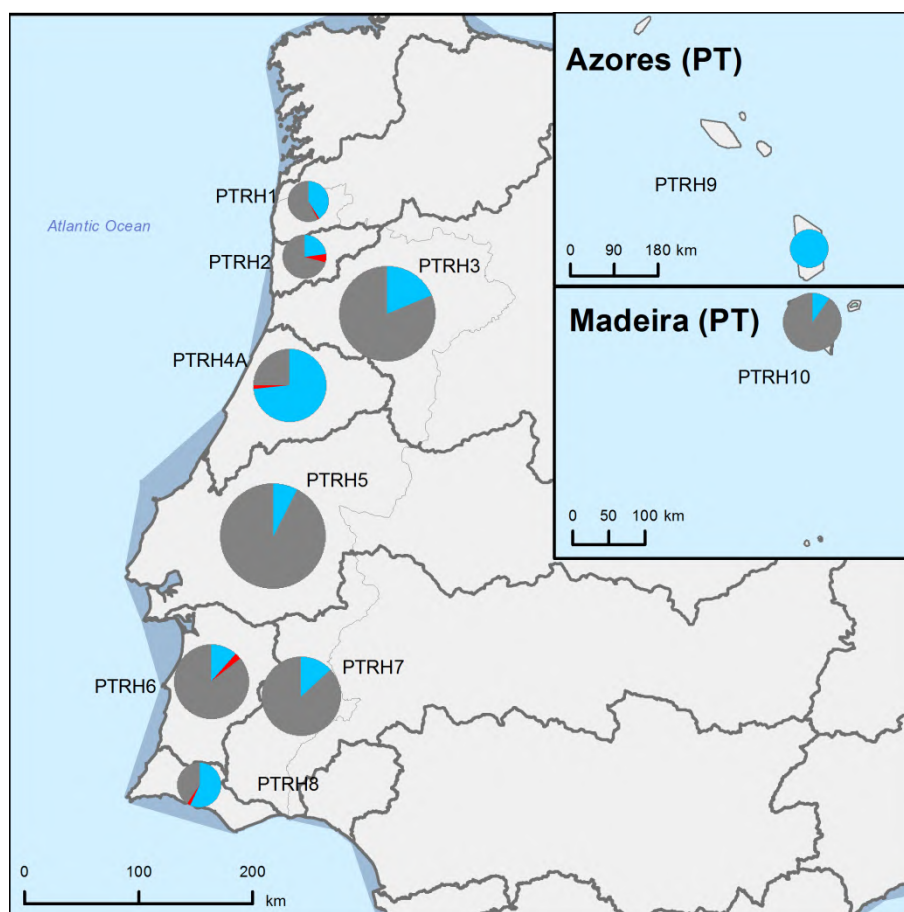 Azores (PT)
PTRH9
0 90 180 km
Madeira (PT)
PTRH10
0 50 100 km
Atlantic Ocean
PTRH1
PTRH2
PTRH3
PTRH4A
PTRH5
PTRH6
PTRH7
PTRH8
0 100 200
km